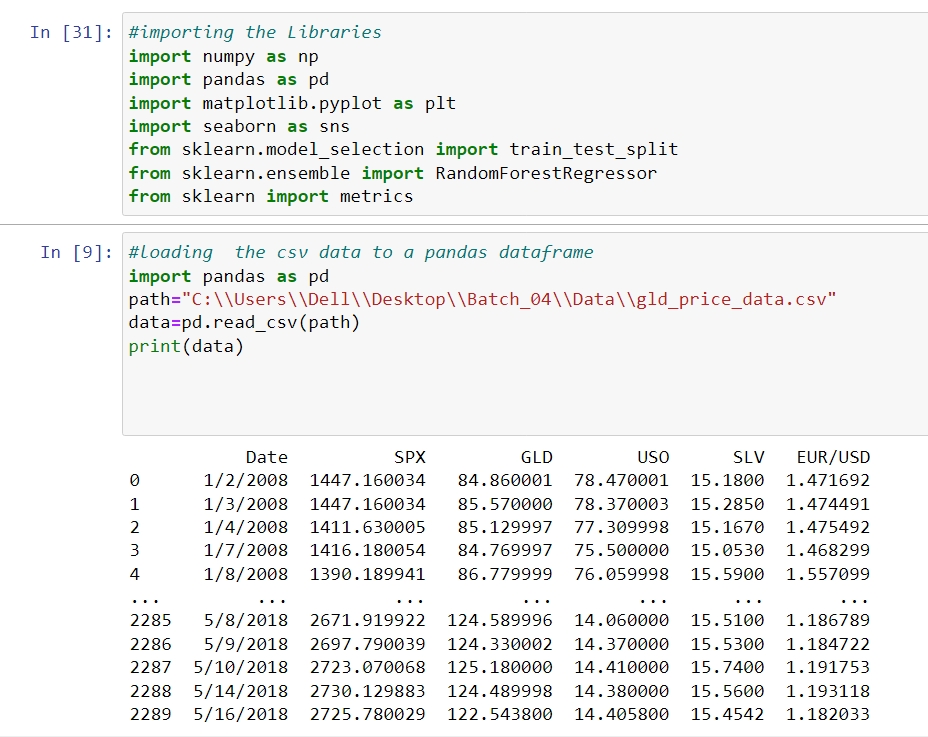 In [31]: #importing the Libraries
import numpy as np
import pandas as pd
import matplotlib.pyplot as plt
import seaborn as sns
from sklearn.model_selection import train_test_split
from sklearn.ensemble import RandomForestRegressor
from sklearn import metrics
In [9]: #loading  the csv data to a pandas dataframe
import pandas as pd
path="C:\\Users\\Dell\\Desktop\\Batch_04\\Data\\gld_price_data.csv"
data=pd.read_csv(path)
print(data)
Date SPX GLD USO SLV EUR/USD
0 1/2/2008 1447.160034 84.860001 78.470001 15.1800 1.471692
1 1/3/2008 1447.160034 85.570000 78.370003 15.2850 1.474491
2 1/4/2008 1411.630005 85.129997 77.309998 15.1670 1.475492
3 1/7/2008 1416.180054 84.769997 75.500000 15.0530 1.468299
4 1/8/2008 1390.189941 86.779999 76.059998 15.5900 1.557099
... ... ... ... ... ... ...
2285 5/8/2018 2671.919922 124.589996 14.060000 15.5100 1.186789
2286 5/9/2018 2697.790039 124.330002 14.370000 15.5300 1.184722
2287 5/10/2018 2723.070068 125.180000 14.410000 15.7400 1.191753
2288 5/14/2018 2730.129883 124.489998 14.380000 15.5600 1.193118
2289 5/16/2018 2725.780029 122.543800 14.405800 15.4542 1.182033